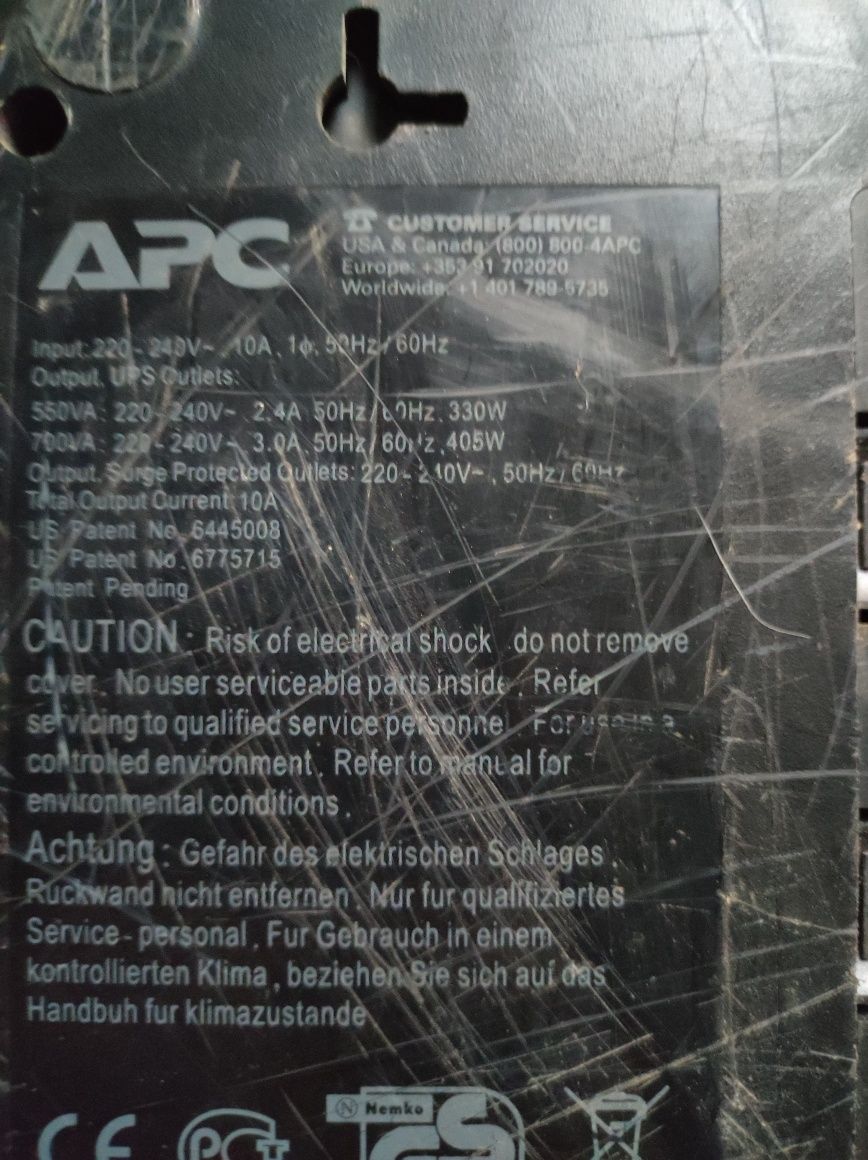 APC
CUSTOMER SERVICE
USA & Canada: (800) 800-4APC
Europe: +353 91 702020
Worldwide: +1 401 789-5735
Input: 220-240V~, 10A, 1ϕ, 50Hz/60Hz
Output, UPS Outlets:
550VA: 220-240V~ 2.4A 50Hz/60Hz, 330W
700VA: 220-240V~, 3.0A, 50Hz/60Hz, 405W
Output, Surge Protected Outlets: 220-240V~, 50Hz/60Hz
Total Output Current: 10A
US Patent No. 6445008
US Patent No. 6775715
Patent Pending
CAUTION: Risk of electrical shock, do not remove
cover. No user serviceable parts inside. Refer
servicing to qualified service personnel. For use in a
controlled environment. Refer to manual for
environmental conditions.
Achtung: Gefahr des elektrischen Schlages.
Ruckwand nicht entfernen. Nur fur qualifiziertes
Service-personal. Fur Gebrauch in einem
kontrollierten Klima, beziehen Sie sich auf das
Handbuh fur klimazustande
CE
N Nemko
GS